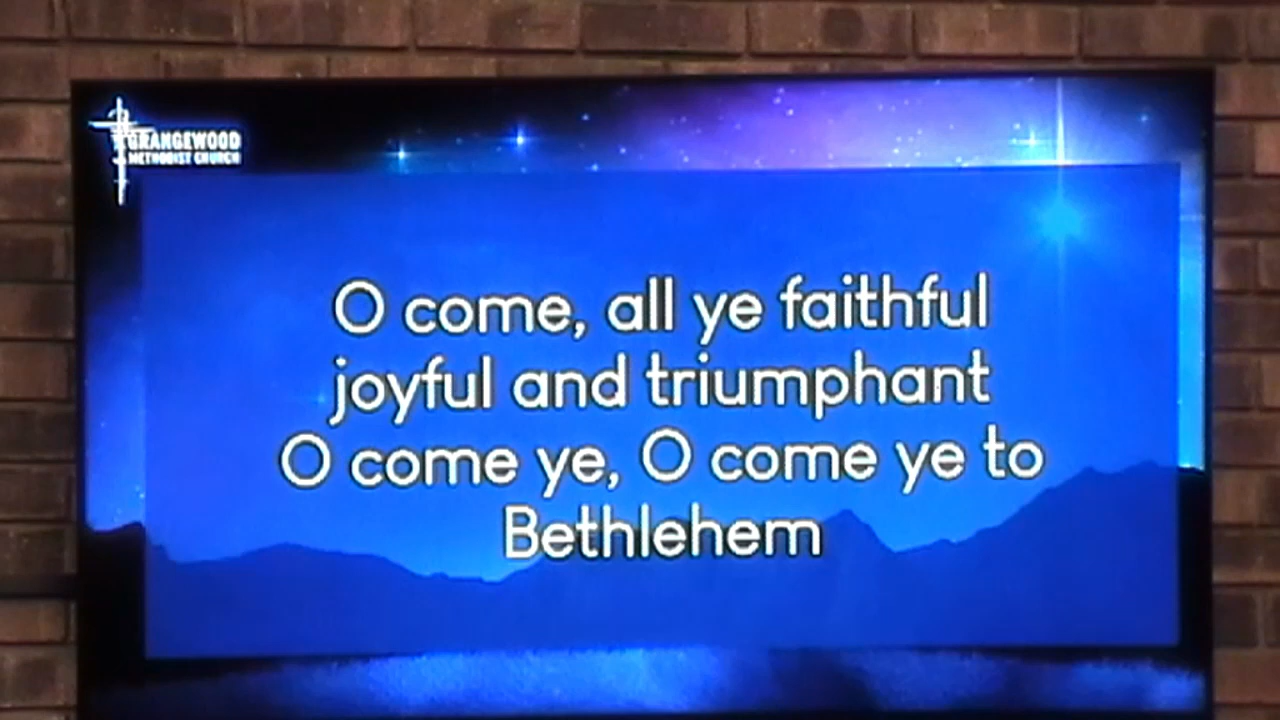 GRANGEWOOD
METHODIST CHURCH
O come, all ye faithful
joyful and triumphant
O come ye, O come ye to
Bethlehem